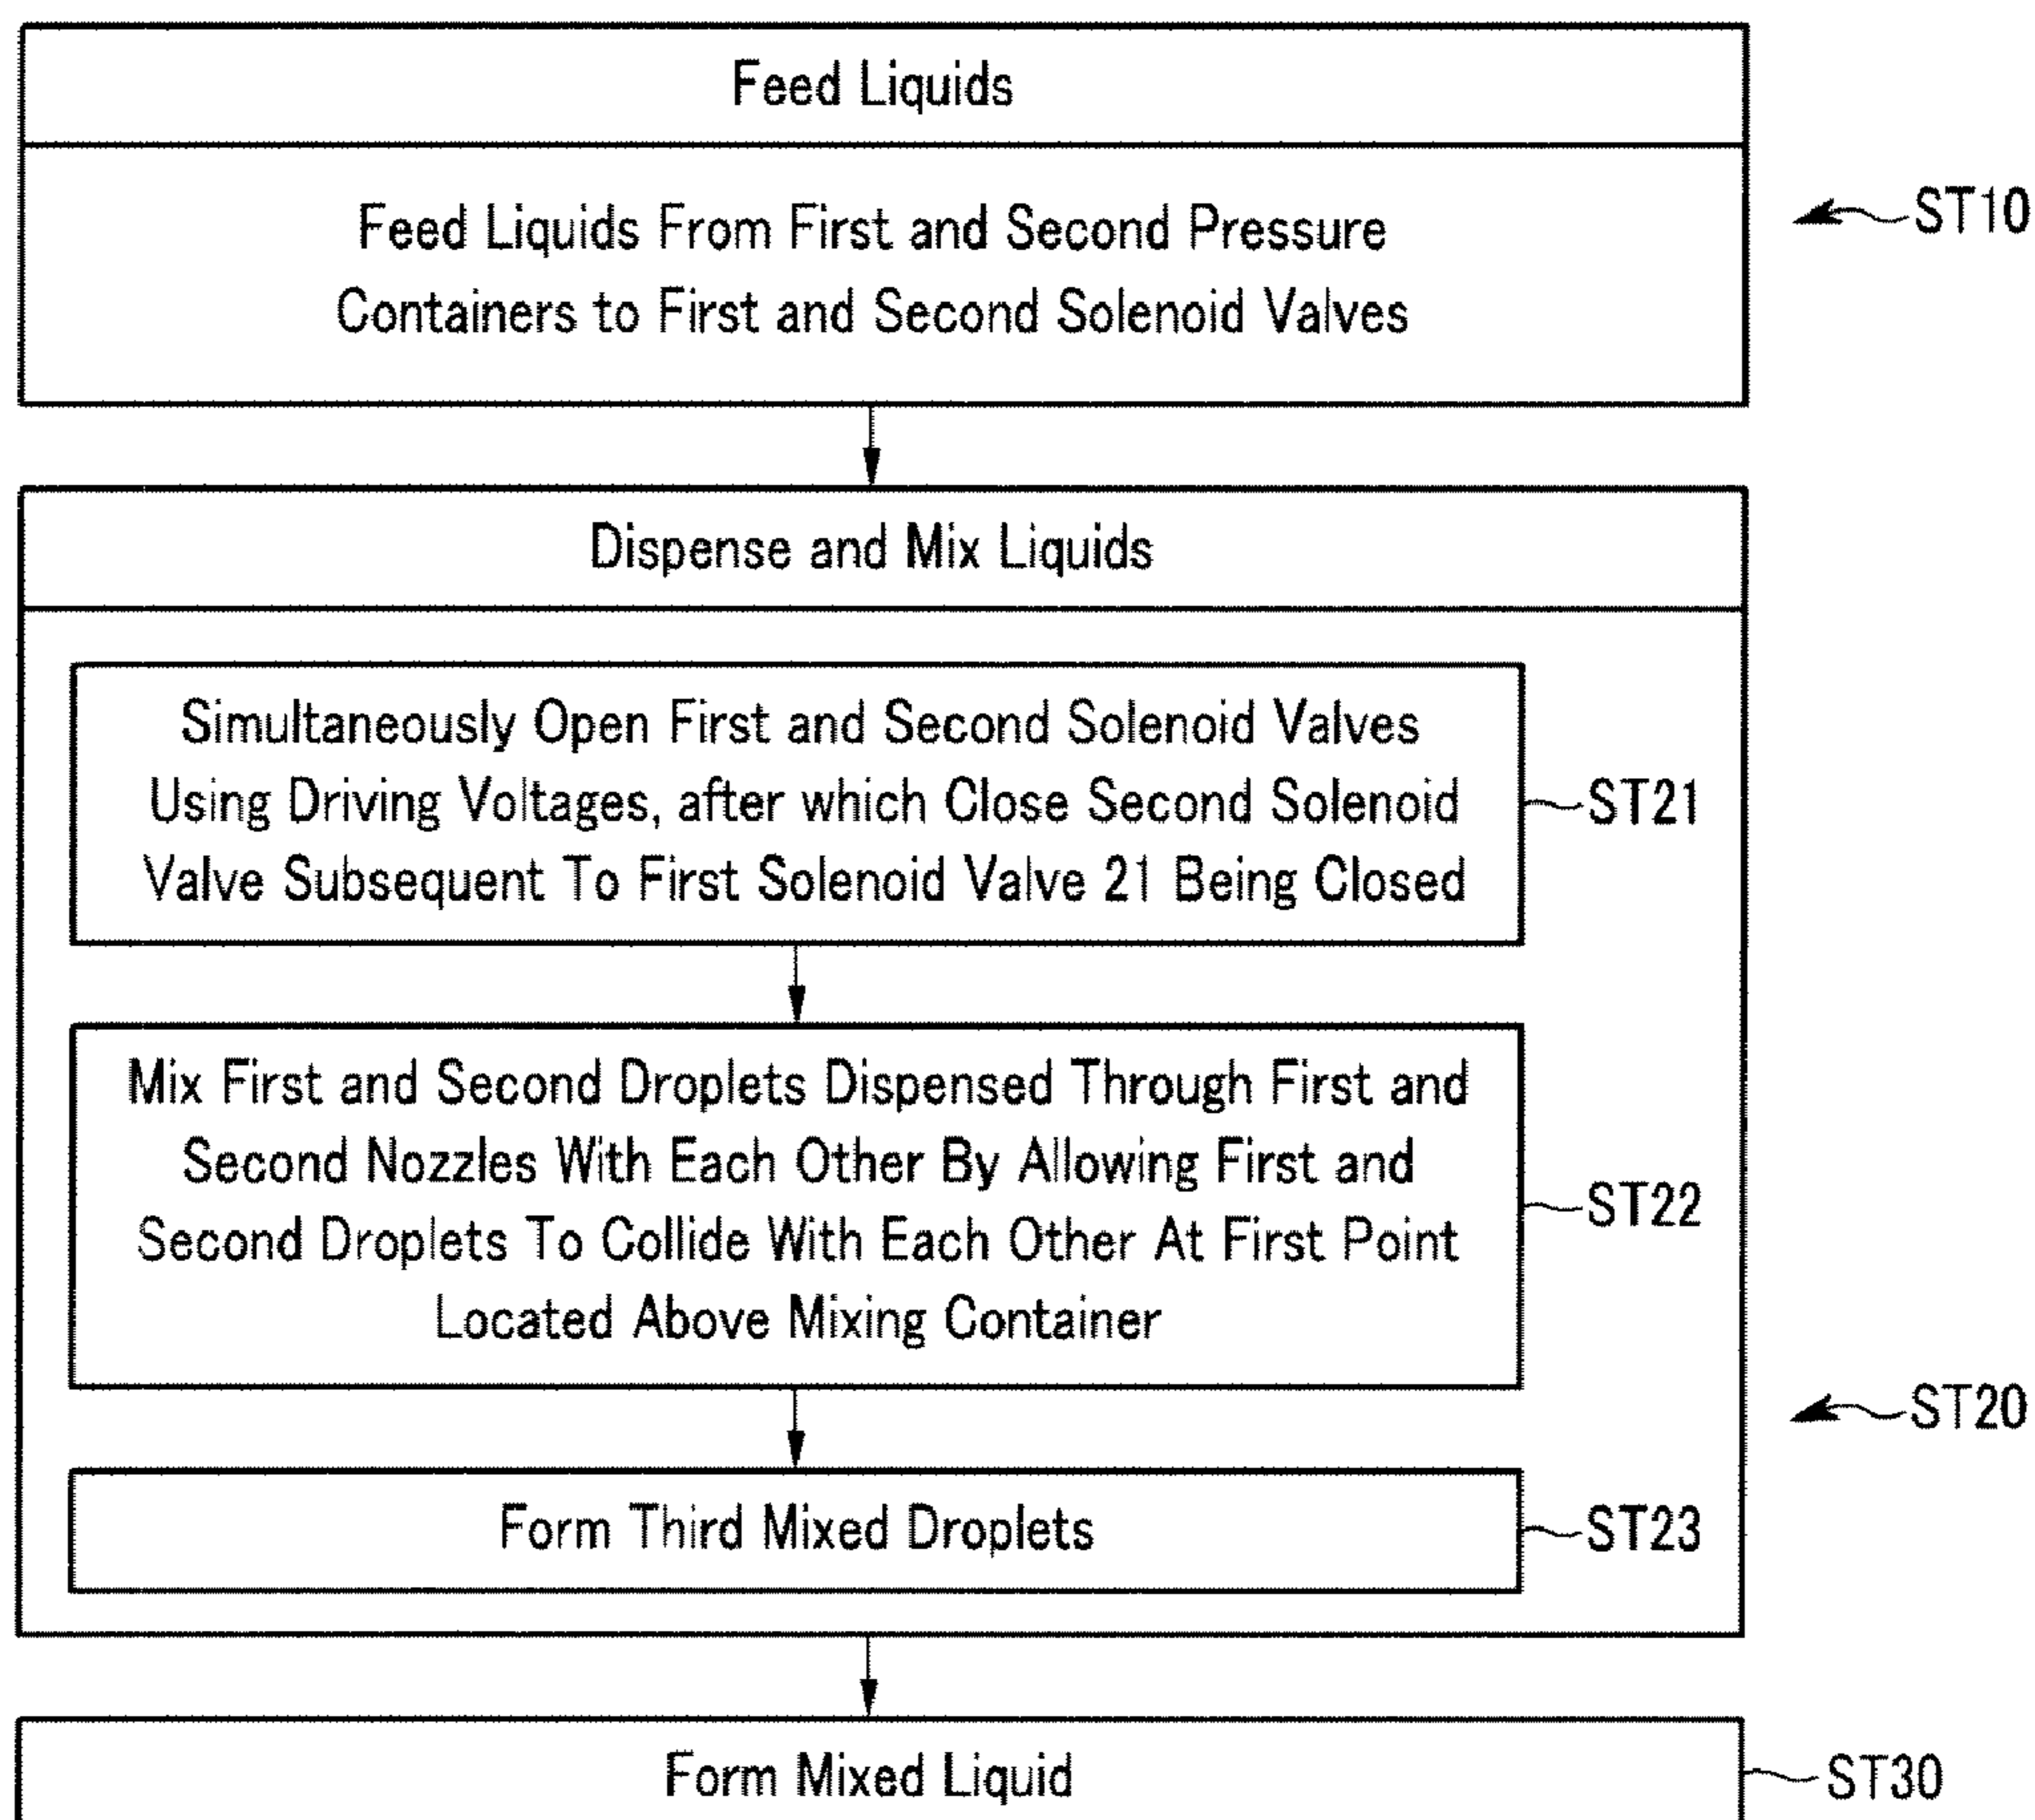 Feed Liquids
Feed Liquids From First and Second Pressure
Containers to First and Second Solenoid Valves
ST10
Dispense and Mix Liquids
Simultaneously Open First and Second Solenoid Valves
Using Driving Voltages, after which Close Second Solenoid
Valve Subsequent To First Solenoid Valve 21 Being Closed
ST21
Mix First and Second Droplets Dispensed Through First and
Second Nozzles With Each Other By Allowing First and
Second Droplets To Collide With Each Other At First Point
Located Above Mixing Container
ST22
ST20
Form Third Mixed Droplets
ST23
Form Mixed Liquid
ST30